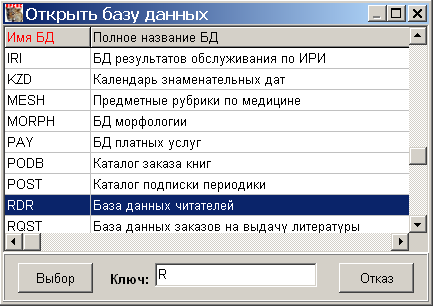 Открыть базу данных
Имя БД Полное название БД
IRI БД результатов обслуживания по ИРИ
KZD Календарь знаменательных дат
MESH Предметные рубрики по медицине
MORPH БД морфологии
PAY БД платных услуг
PODB Каталог заказа книг
POST Каталог подписки периодики
RDR База данных читателей
RQST База данных заказов на выдачу литературы
Выбор Ключ: R Отказ